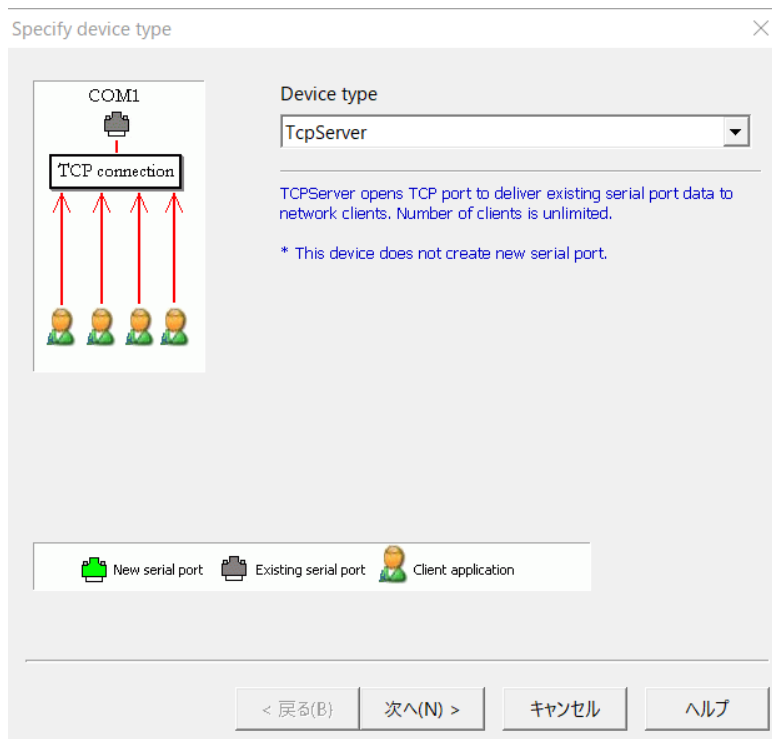 Specify device type
COM1
TCP connection
Device type
TcpServer
TCPServer opens TCP port to deliver existing serial port data to
network clients. Number of clients is unlimited.
* This device does not create new serial port.
New serial port Existing serial port Client application
< 戻る(B) 次へ(N) > キャンセル ヘルプ